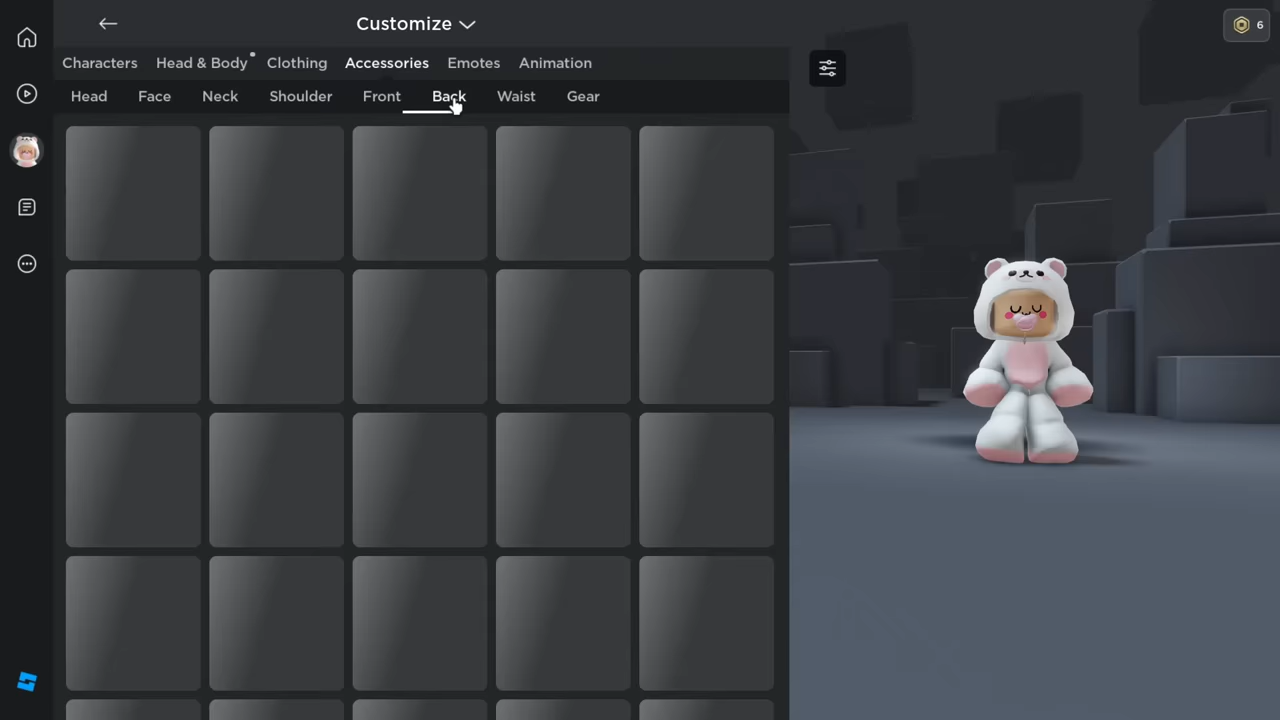 Customize
6
Characters Head & Body Clothing Accessories Emotes Animation
Head Face Neck Shoulder Front Back Waist Gear